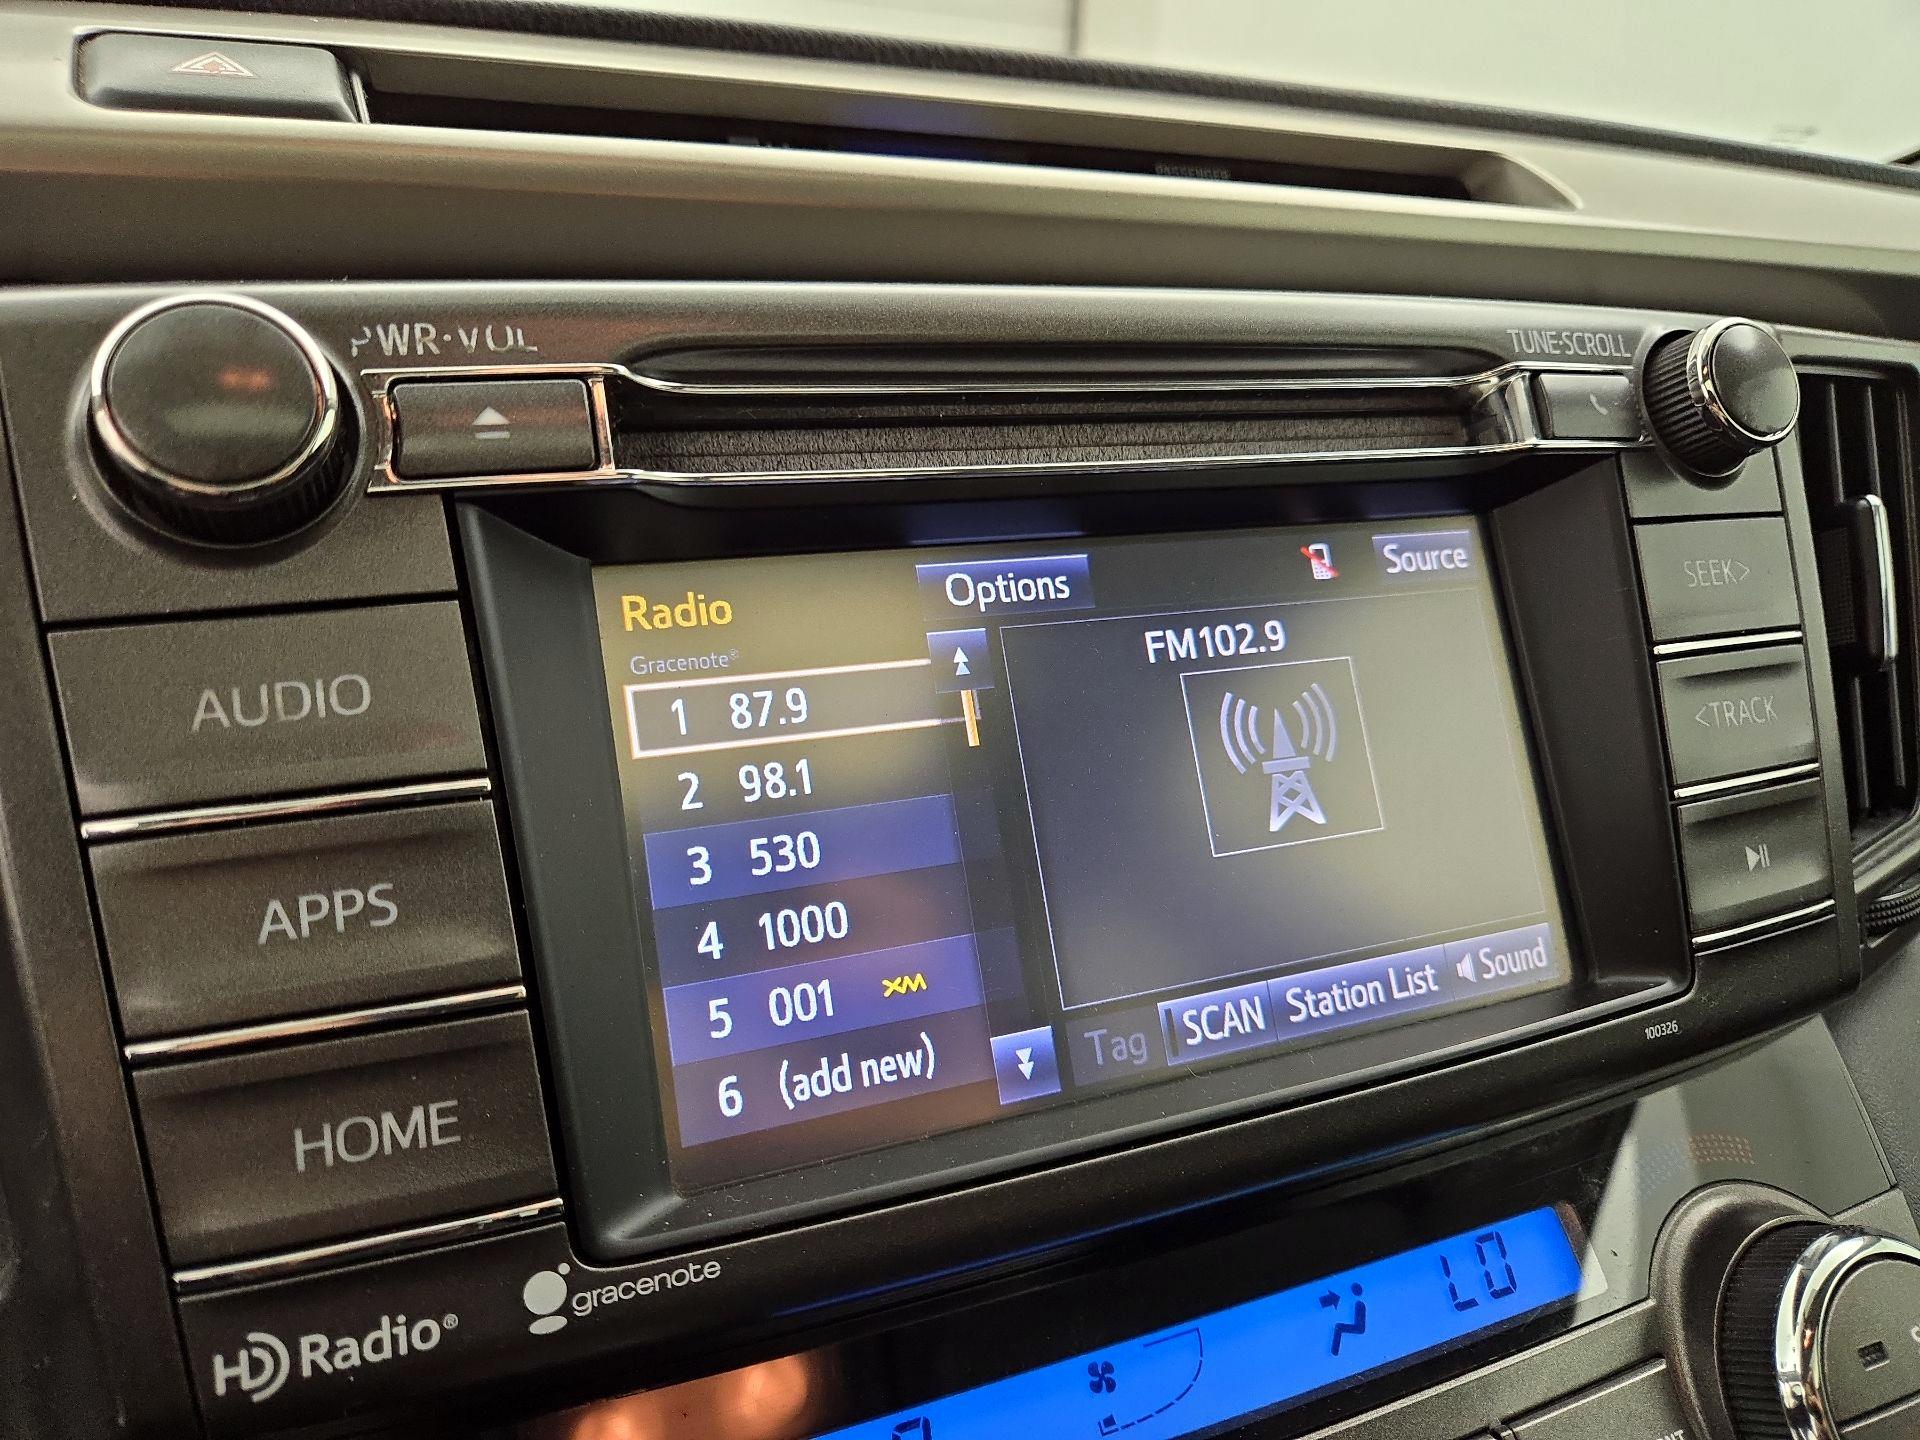 PWR·VOL
TUNE·SCROLL
AUDIO
APPS
HOME
SEEK>
<TRACK
Radio
Options
Source
Gracenote®
FM102.9
1 87.9
2 98.1
3 530
4 1000
5 001 XM
6 (add new)
Tag
SCAN
Station List
Sound
100326
HD Radio®
gracenote
LO